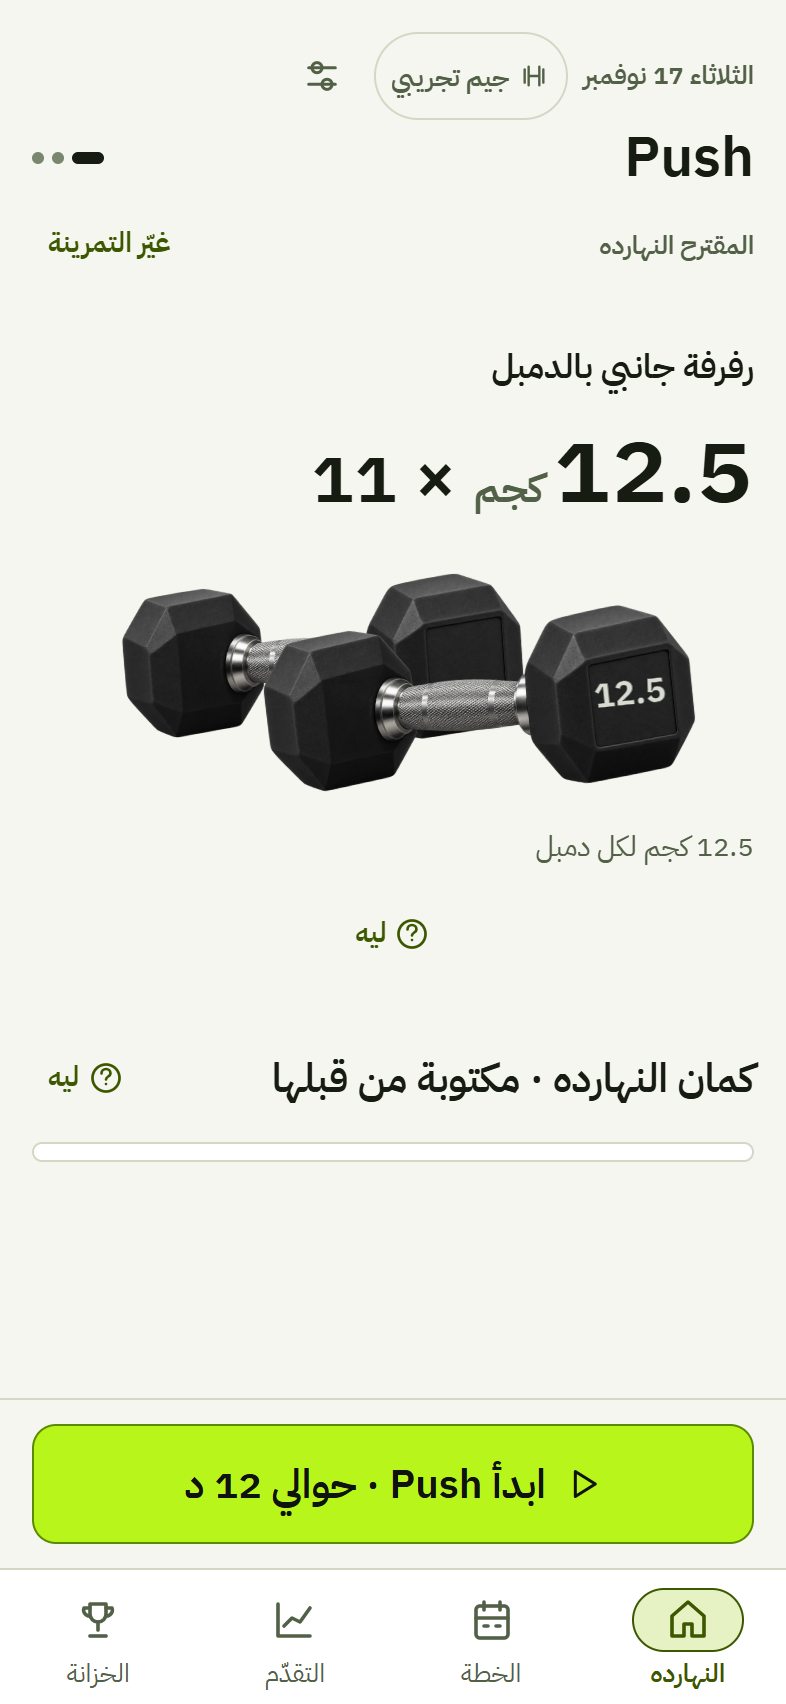 الثلاثاء 17 نوفمبر
جيم تجريبي
Push
المقترح النهارده
غيّر التمرينة
رفرفة جانبي بالدمبل
12.5 كجم × 11
12.5
12.5 كجم لكل دمبل
ليه
كمان النهارده · مكتوبة من قبلها
ليه
ابدأ Push · حوالي 12 د
النهارده
الخطة
التقدّم
الخزانة